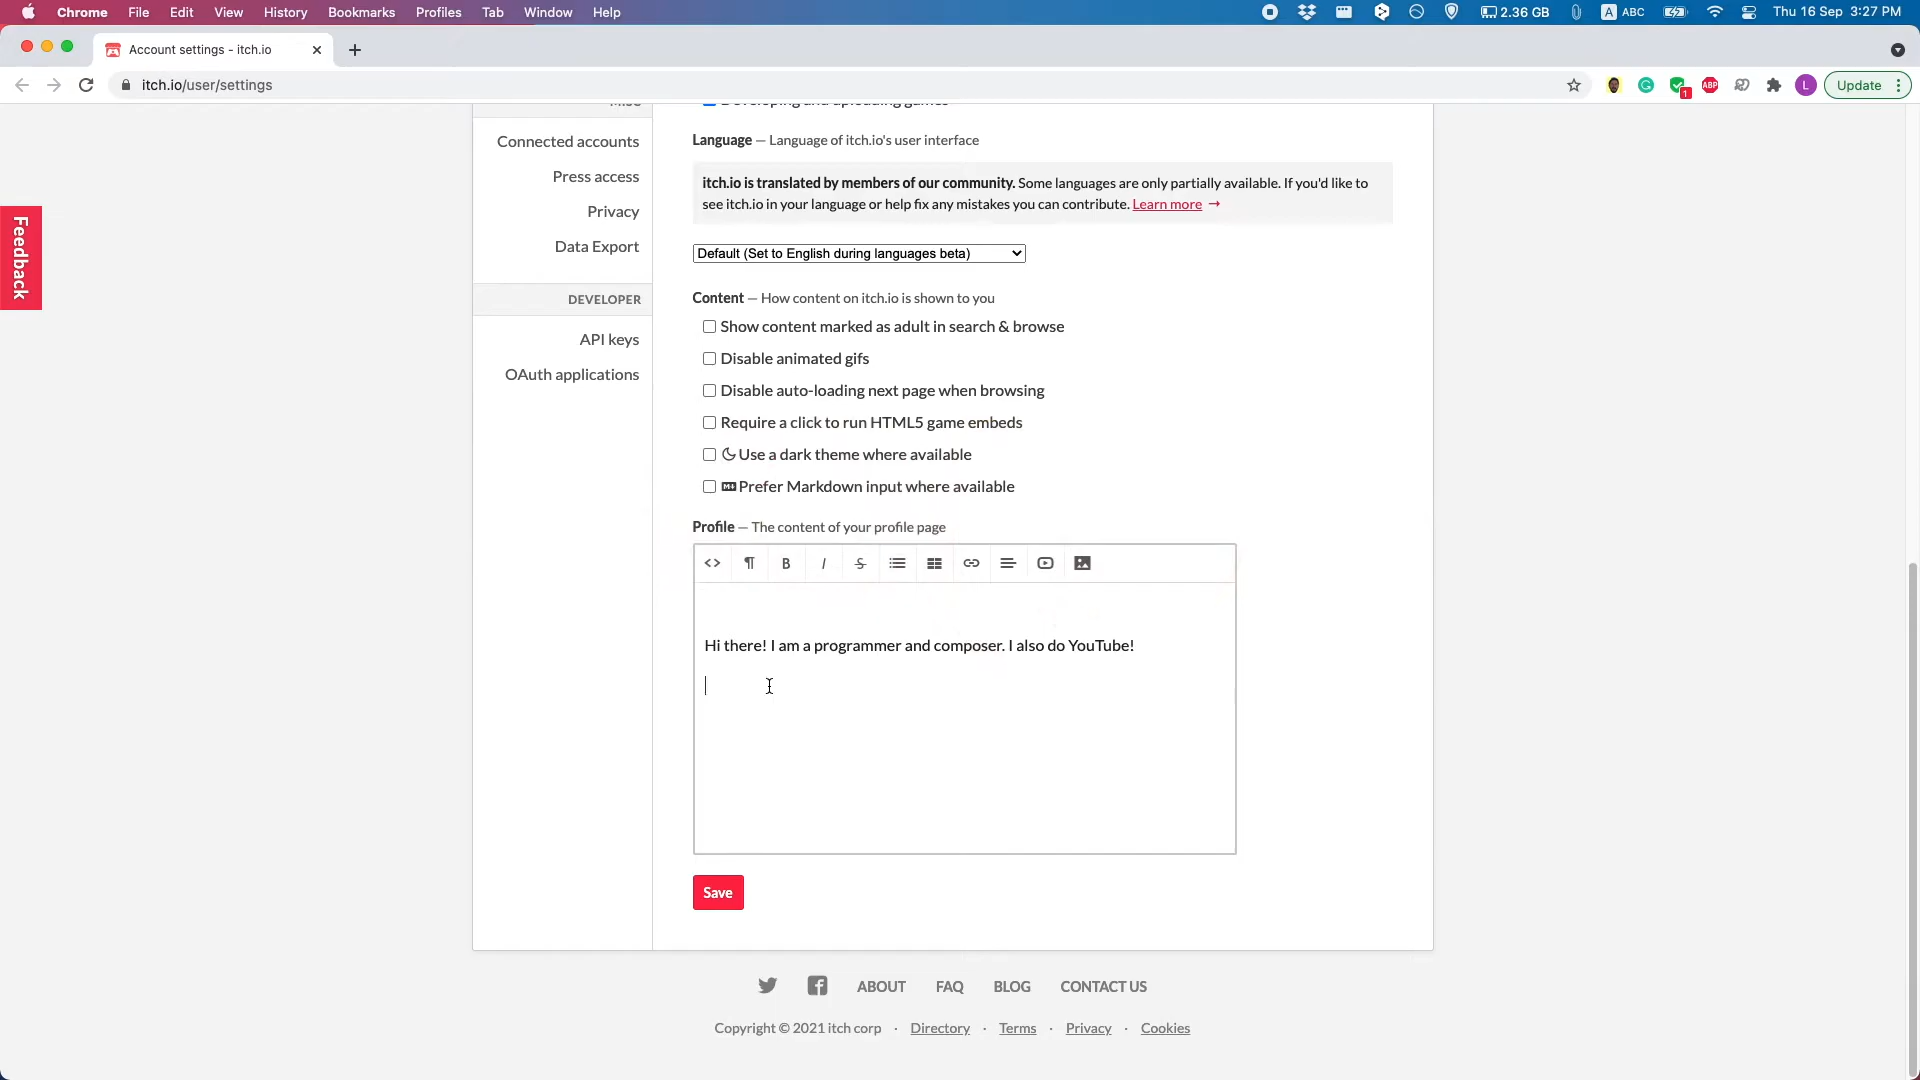 Chrome File Edit View History Bookmarks Profiles Tab Window Help 2.36 GB A ABC Thu 16 Sep 3:27 PM
Account settings - itch.io
itch.io/user/settings
1 ABP L Update
MISC
Developing and uploading games
Connected accounts
Press access
Privacy
Data Export
DEVELOPER
API keys
OAuth applications
Feedback
Language — Language of itch.io's user interface
itch.io is translated by members of our community. Some languages are only partially available. If you'd like to
see itch.io in your language or help fix any mistakes you can contribute. Learn more →
Default (Set to English during languages beta)
Content — How content on itch.io is shown to you
Show content marked as adult in search & browse
Disable animated gifs
Disable auto-loading next page when browsing
Require a click to run HTML5 game embeds
Use a dark theme where available
Prefer Markdown input where available
Profile — The content of your profile page
<> ¶ B I S
Hi there! I am a programmer and composer. I also do YouTube!
Save
ABOUT FAQ BLOG CONTACT US
Copyright © 2021 itch corp · Directory · Terms · Privacy · Cookies